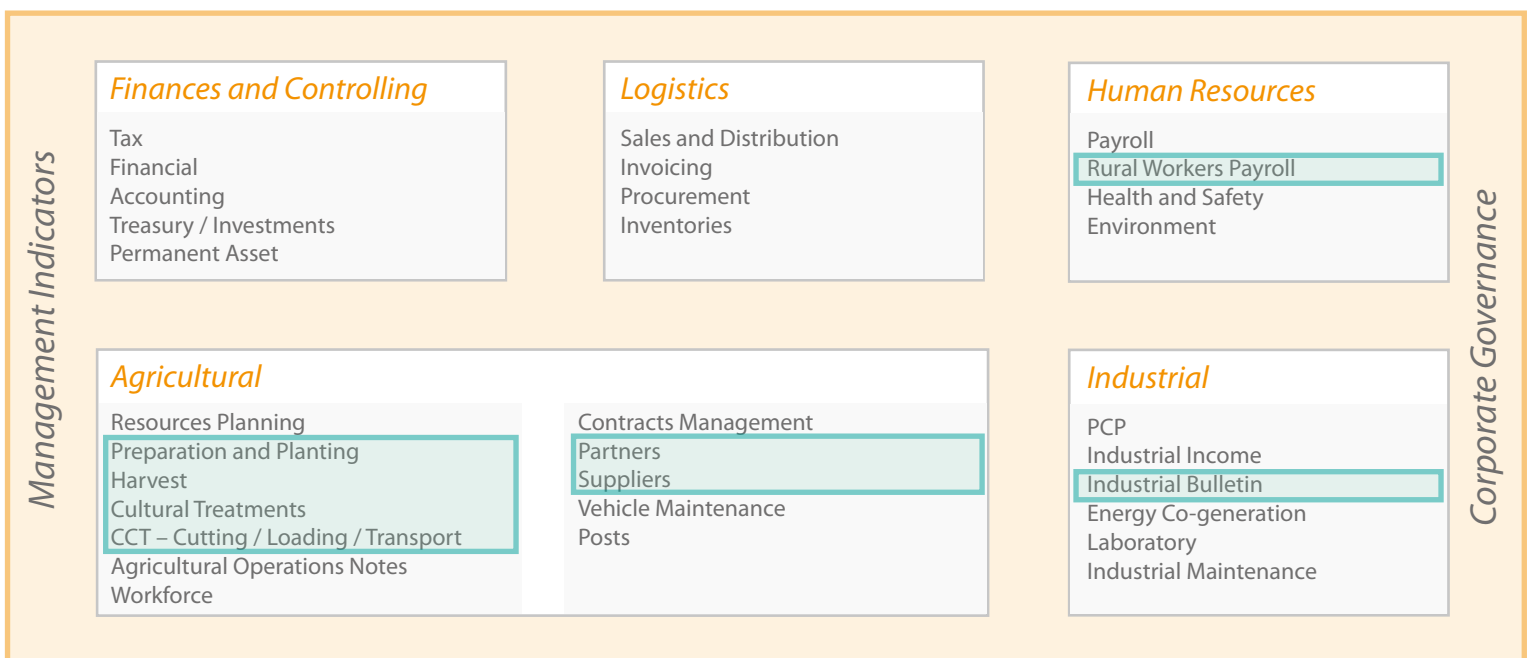 Management Indicators
Finances and Controlling
Tax
Financial
Accounting
Treasury / Investments
Permanent Asset
Logistics
Sales and Distribution
Invoicing
Procurement
Inventories
Human Resources
Payroll
Rural Workers Payroll
Health and Safety
Environment
Agricultural
Resources Planning
Preparation and Planting
Harvest
Cultural Treatments
CCT – Cutting / Loading / Transport
Agricultural Operations Notes
Workforce
Contracts Management
Partners
Suppliers
Vehicle Maintenance
Posts
Industrial
PCP
Industrial Income
Industrial Bulletin
Energy Co-generation
Laboratory
Industrial Maintenance
Corporate Governance